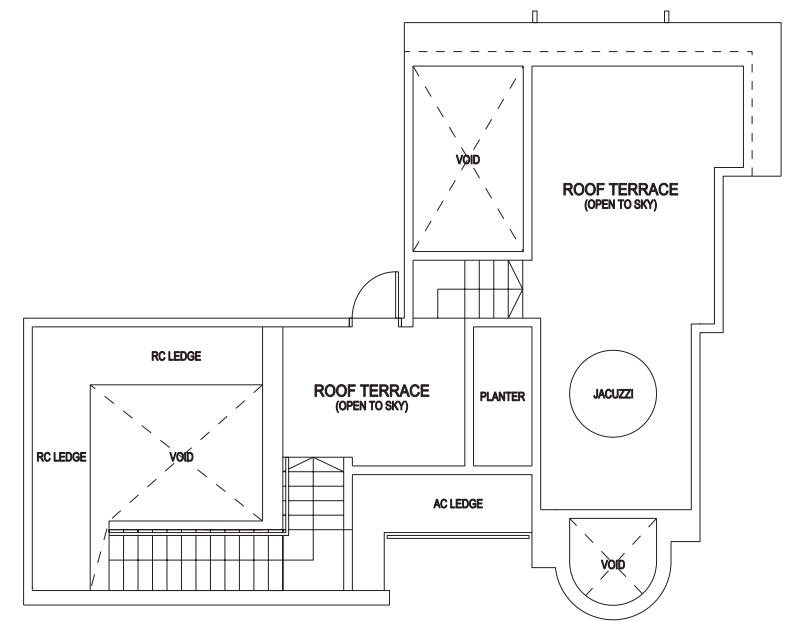 VOID
ROOF TERRACE
(OPEN TO SKY)
RC LEDGE
ROOF TERRACE
(OPEN TO SKY)
PLANTER
JACUZZI
RC LEDGE
VOID
AC LEDGE
VOID